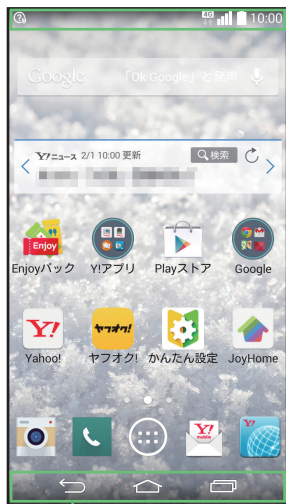 4G 10:00
Google 「Ok Google」と発声
Y!ニュース 2/1 10:00 更新 検索
Enjoy
Enjoyパック Y!アプリ Playストア Google
Y! ヤフオク!
Yahoo! ヤフオク! かんたん設定 JoyHome
Y! mobile Y!